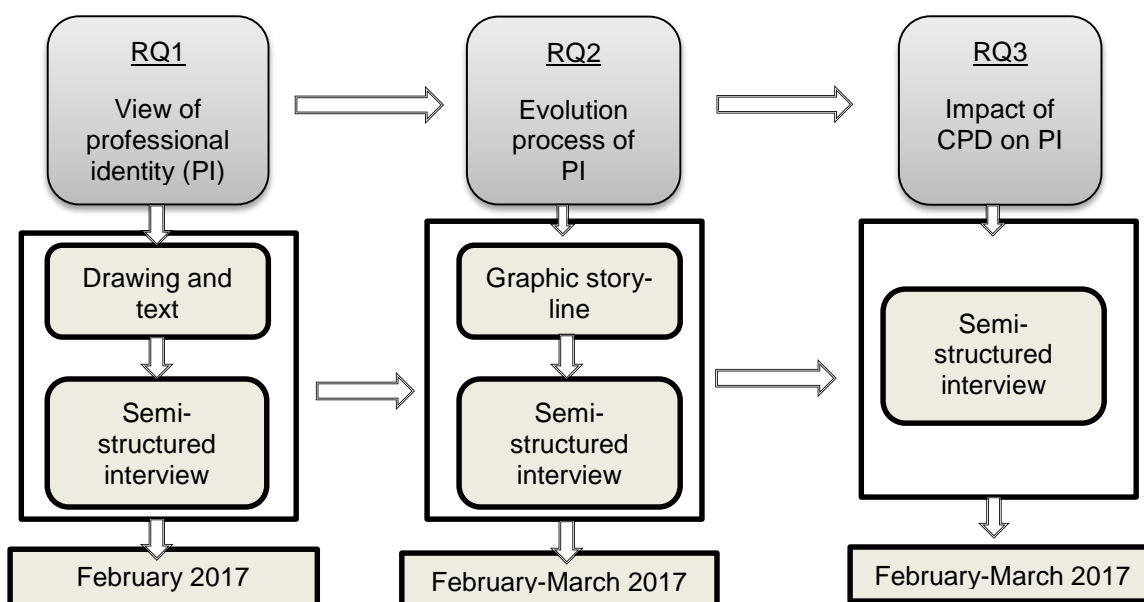 RQ1
View of
professional
identity (PI)
RQ2
Evolution
process of
PI
RQ3
Impact of
CPD on PI
Drawing and
text
Semi-
structured
interview
Graphic story-
line
Semi-
structured
interview
Semi-
structured
interview
February 2017
February-March 2017
February-March 2017